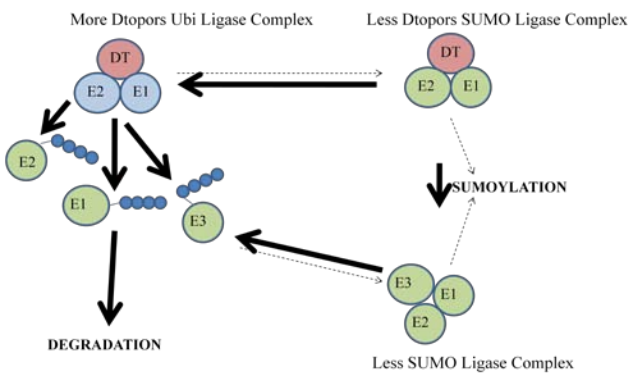 More Dtopors Ubi Ligase Complex
Less Dtopors SUMO Ligase Complex
DT
E2
E1
DT
E2
E1
E2
E1
E3
SUMOYLATION
E3
E1
E2
DEGRADATION
Less SUMO Ligase Complex